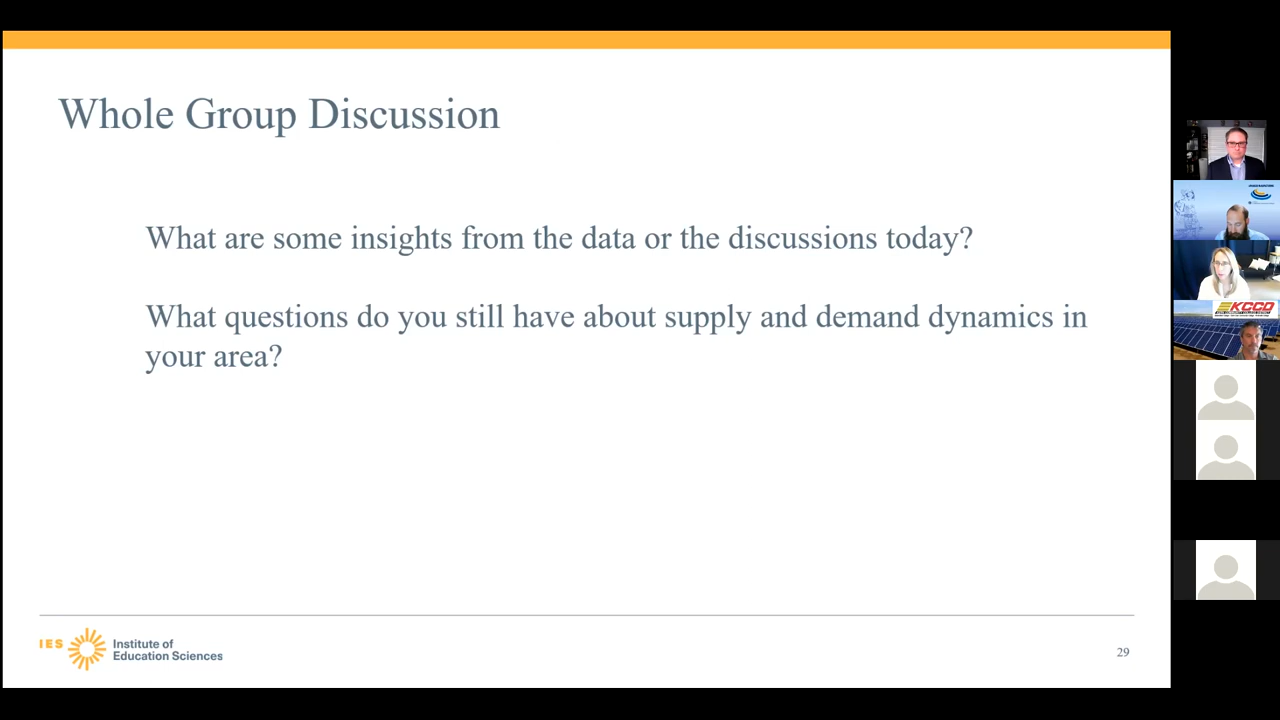 Whole Group Discussion
What are some insights from the data or the discussions today?
What questions do you still have about supply and demand dynamics in
your area?
IES
Institute of
Education Sciences
29
KCCD